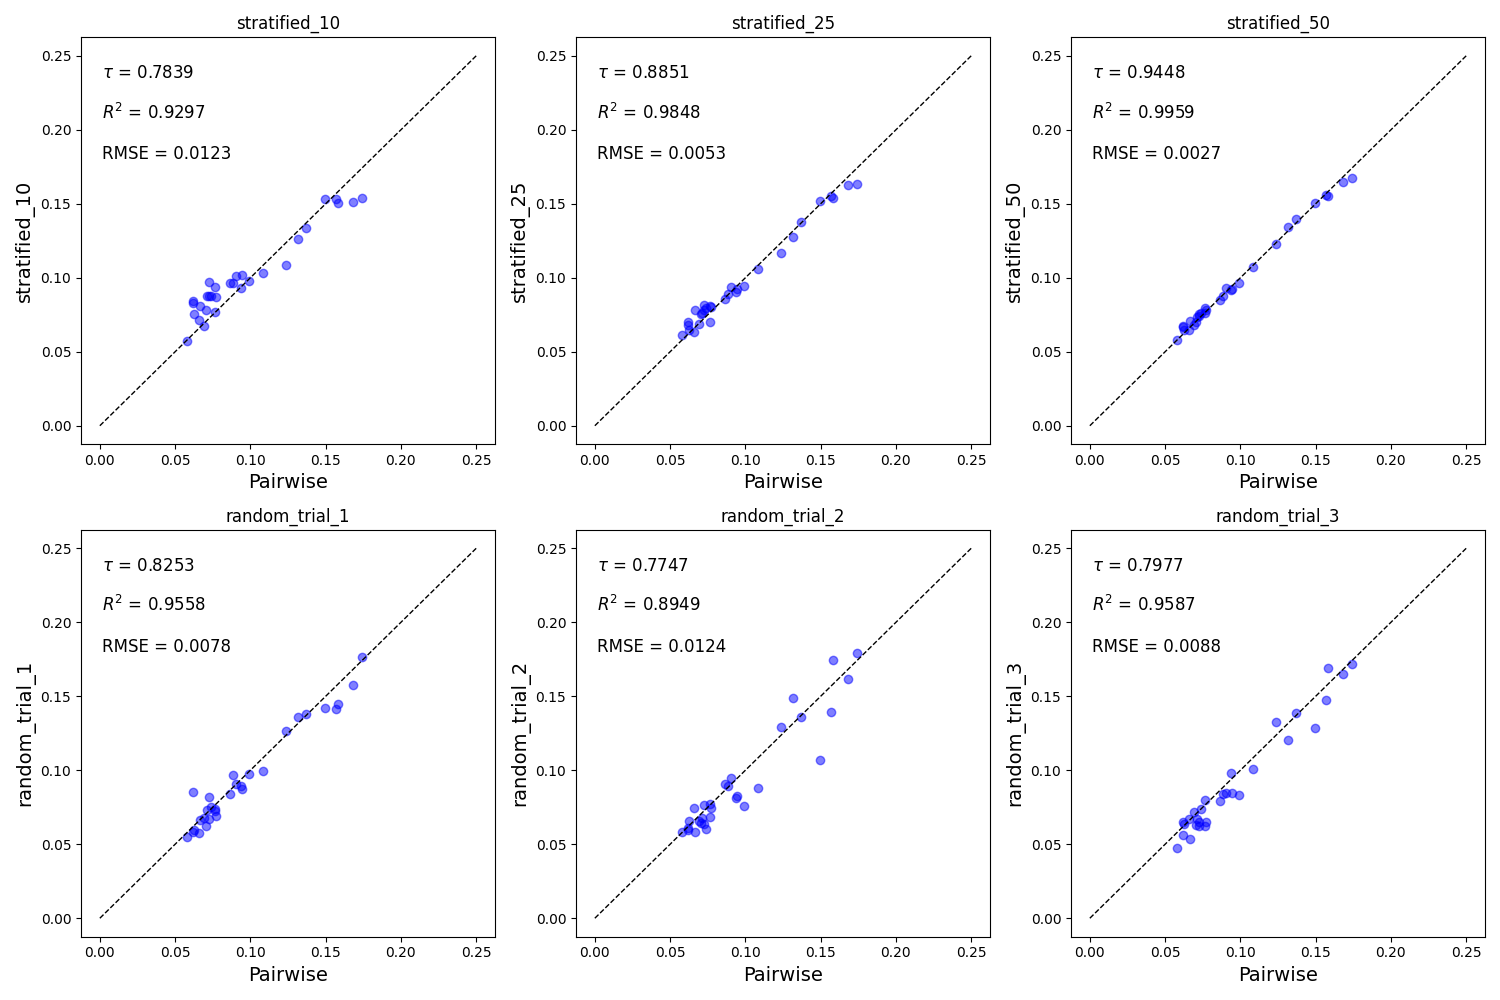 stratified_10
τ = 0.7839
R² = 0.9297
RMSE = 0.0123
0.25
0.20
0.15
0.10
0.05
0.00
stratified_10
0.00 0.05 0.10 0.15 0.20 0.25
Pairwise
stratified_25
τ = 0.8851
R² = 0.9848
RMSE = 0.0053
0.25
0.20
0.15
0.10
0.05
0.00
stratified_25
0.00 0.05 0.10 0.15 0.20 0.25
Pairwise
stratified_50
τ = 0.9448
R² = 0.9959
RMSE = 0.0027
0.25
0.20
0.15
0.10
0.05
0.00
stratified_50
0.00 0.05 0.10 0.15 0.20 0.25
Pairwise
random_trial_1
τ = 0.8253
R² = 0.9558
RMSE = 0.0078
0.25
0.20
0.15
0.10
0.05
0.00
random_trial_1
0.00 0.05 0.10 0.15 0.20 0.25
Pairwise
random_trial_2
τ = 0.7747
R² = 0.8949
RMSE = 0.0124
0.25
0.20
0.15
0.10
0.05
0.00
random_trial_2
0.00 0.05 0.10 0.15 0.20 0.25
Pairwise
random_trial_3
τ = 0.7977
R² = 0.9587
RMSE = 0.0088
0.25
0.20
0.15
0.10
0.05
0.00
random_trial_3
0.00 0.05 0.10 0.15 0.20 0.25
Pairwise